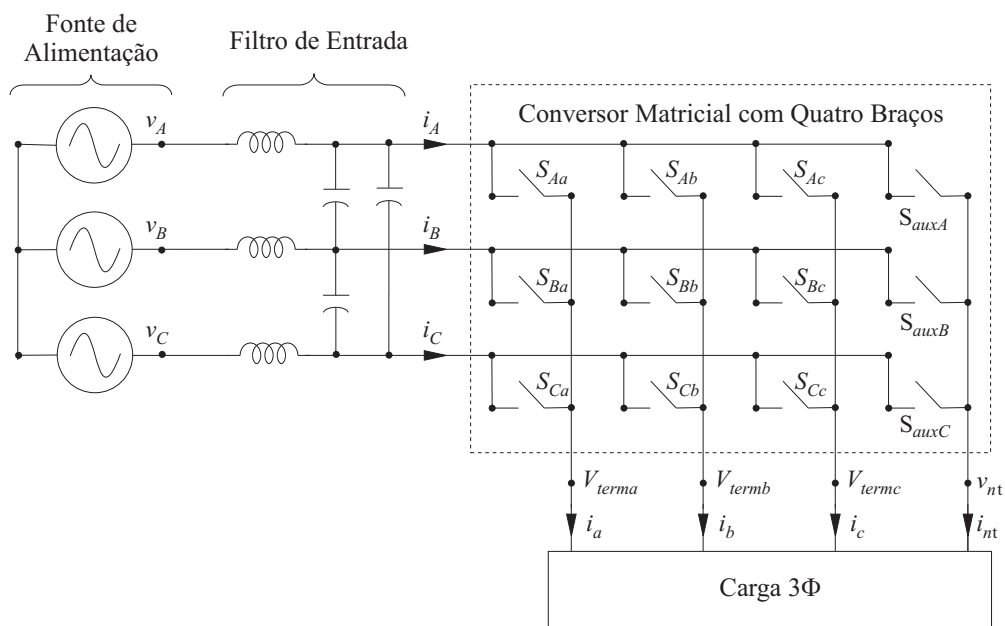 Fonte de
Alimentação
Filtro de Entrada
Conversor Matricial com Quatro Braços
v_A
i_A
S_Aa
S_Ab
S_Ac
S_auxA
v_B
i_B
S_Ba
S_Bb
S_Bc
S_auxB
v_C
i_C
S_Ca
S_Cb
S_Cc
S_auxC
V_terma
V_termb
V_termc
v_nt
i_a
i_b
i_c
i_nt
Carga 3Φ